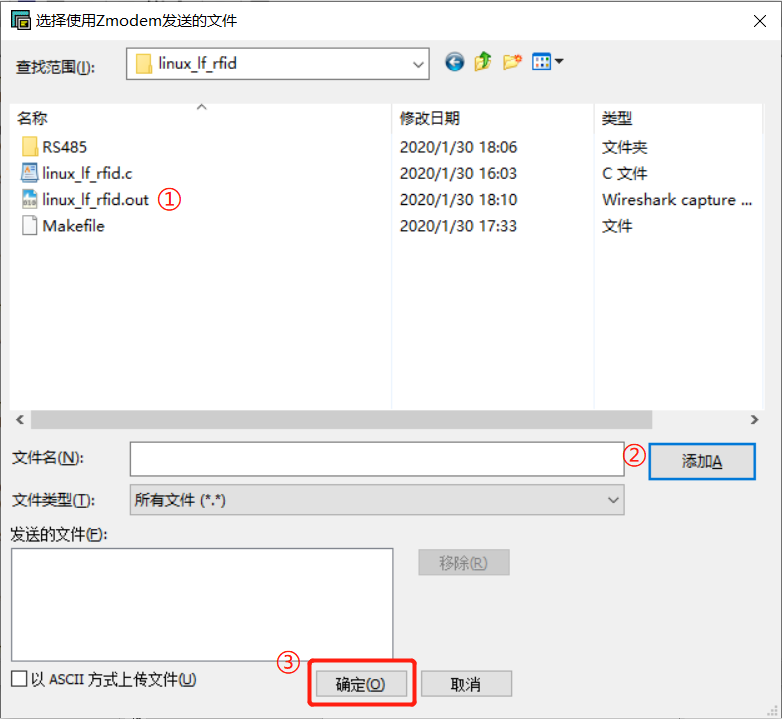 选择使用Zmodem发送的文件
查找范围(I): linux_lf_rfid
名称 修改日期 类型
RS485 2020/1/30 18:06 文件夹
linux_lf_rfid.c 2020/1/30 16:03 C 文件
linux_lf_rfid.out ① 2020/1/30 18:10 Wireshark capture ...
Makefile 2020/1/30 17:33 文件
文件名(N): ② 添加A
文件类型(T): 所有文件 (*.*)
发送的文件(F):
移除(R)
③
以 ASCII 方式上传文件(U) 确定(O) 取消